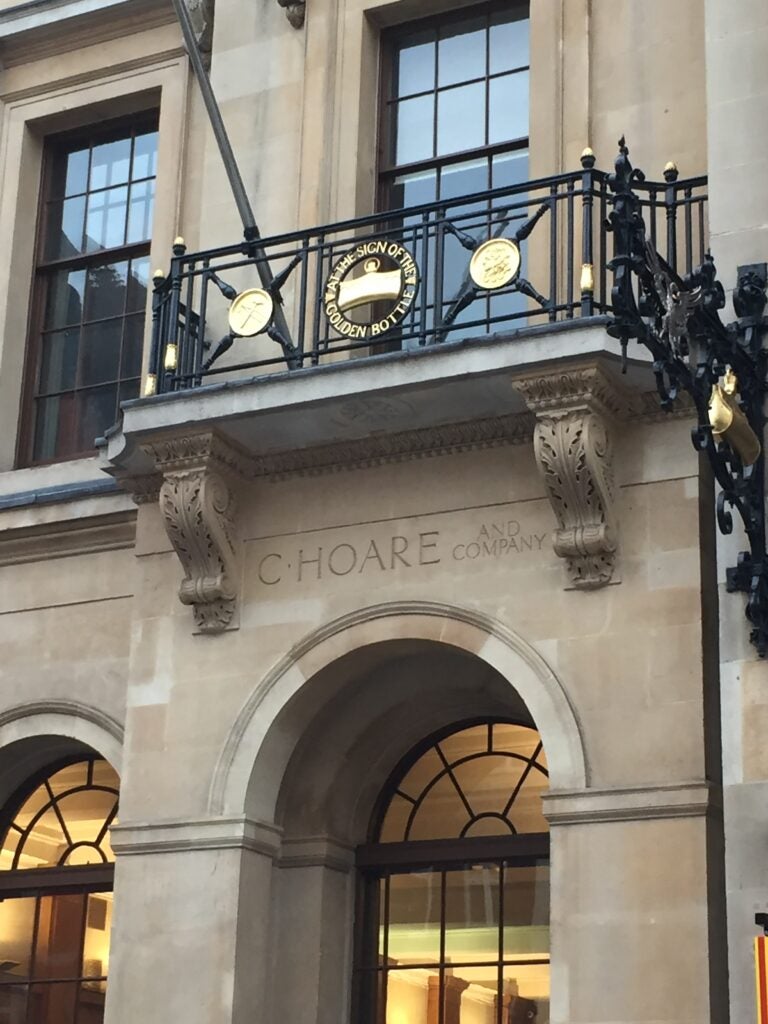 AT THE SIGN OF THE
GOLDEN BOTTLE
C·HOARE AND COMPANY